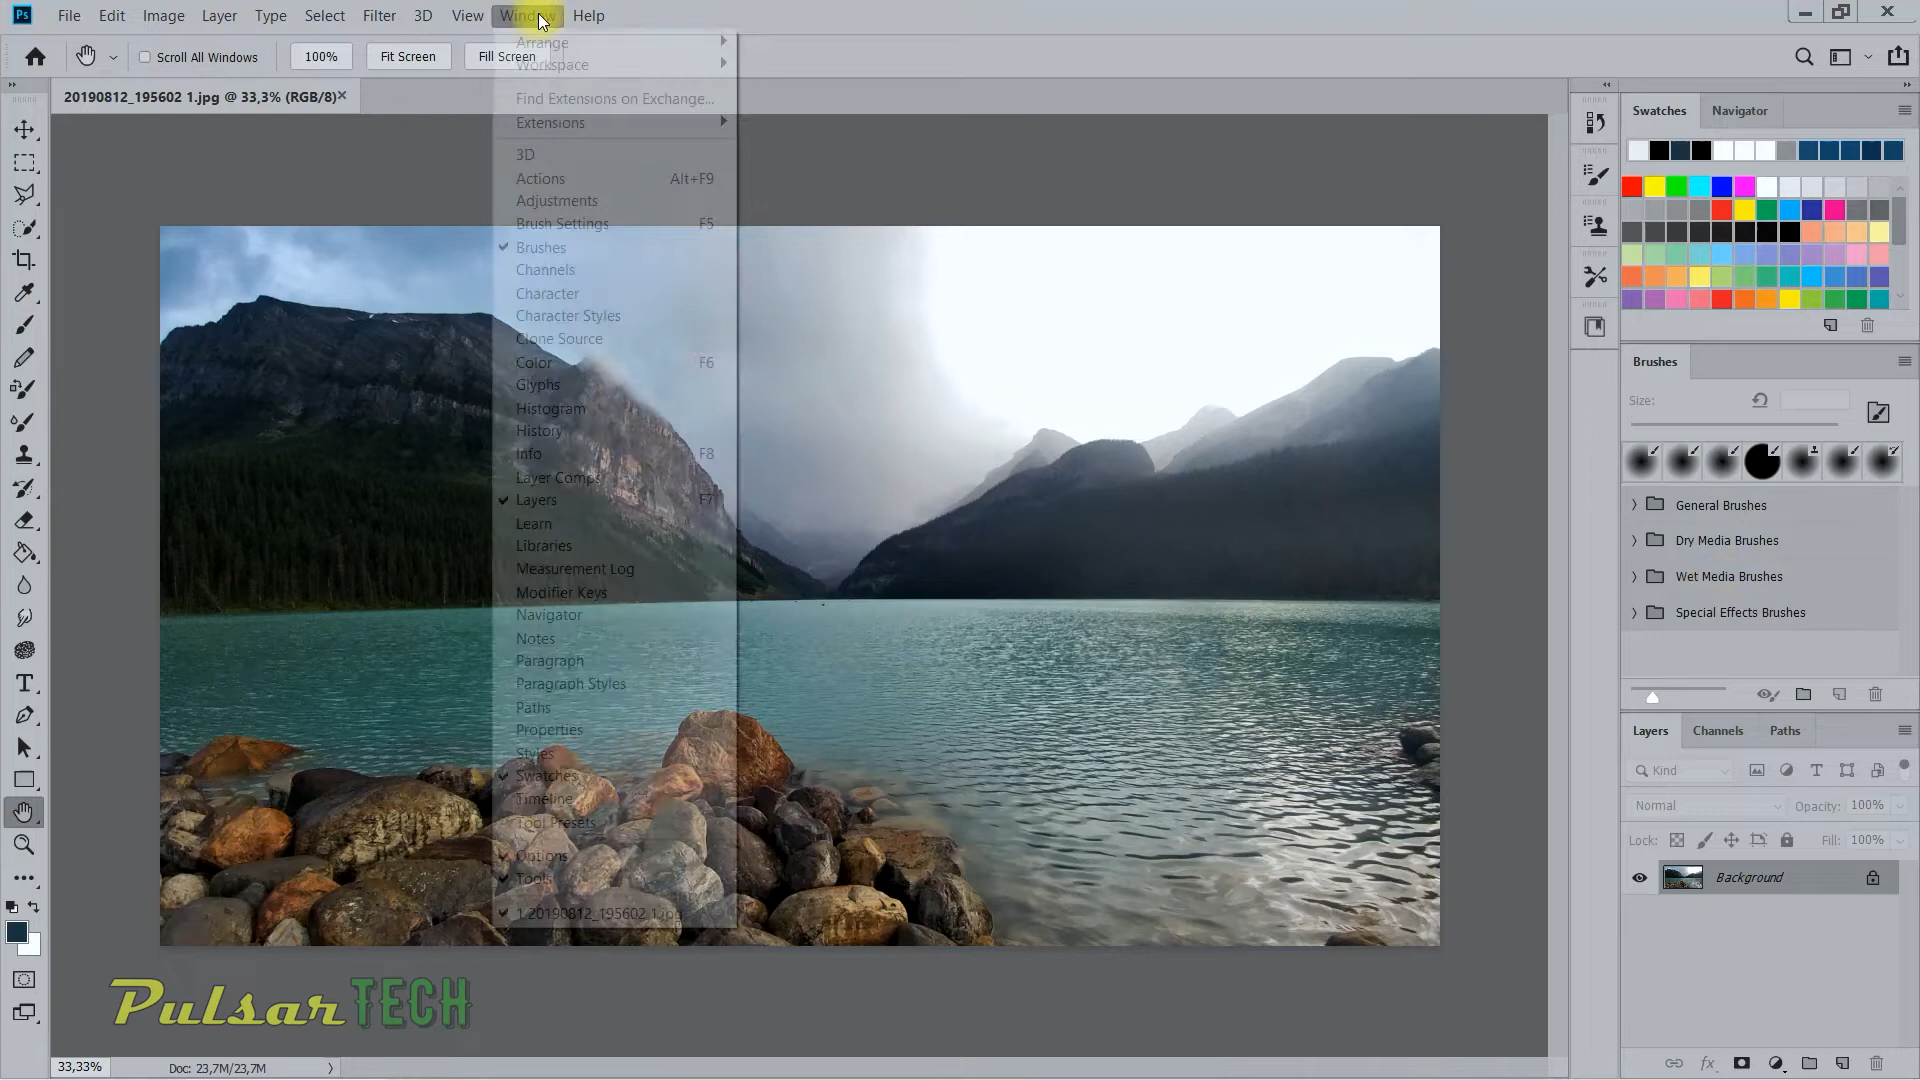 Ps File Edit Image Layer Type Select Filter 3D View Window Help
Scroll All Windows 100% Fit Screen Fill Screen
20190812_195602 1.jpg @ 33,3% (RGB/8)
Arrange
Workspace
Find Extensions on Exchange...
Extensions
3D
Actions Alt+F9
Adjustments
Brush Settings F5
Brushes
Channels
Character
Character Styles
Clone Source
Color F6
Glyphs
Histogram
History
Info F8
Layer Comps
Layers F7
Learn
Libraries
Measurement Log
Modifier Keys
Navigator
Notes
Paragraph
Paragraph Styles
Paths
Properties
Styles
Swatches
Timeline
Tool Presets
Options
Tools
1 20190812_195602 1.jpg
Swatches Navigator
Brushes
Size:
General Brushes
Dry Media Brushes
Wet Media Brushes
Special Effects Brushes
Layers Channels Paths
Kind
Normal Opacity: 100%
Lock: Fill: 100%
Background
fx
PulsarTECH
33,33% Doc: 23,7M/23,7M